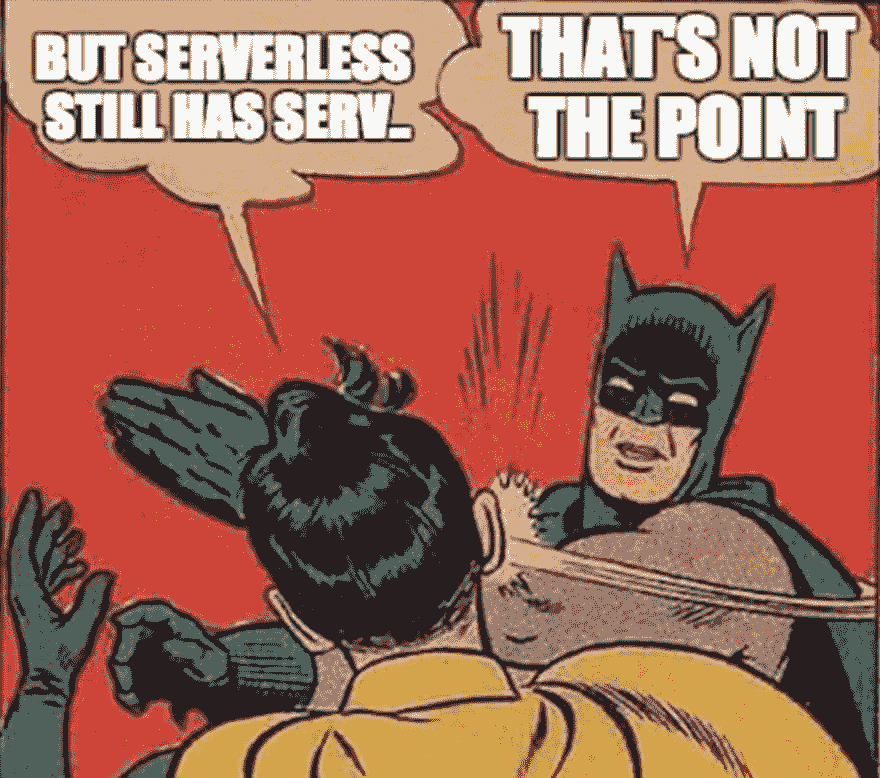 BUT SERVERLESS
STILL HAS SERV..
THAT'S NOT
THE POINT